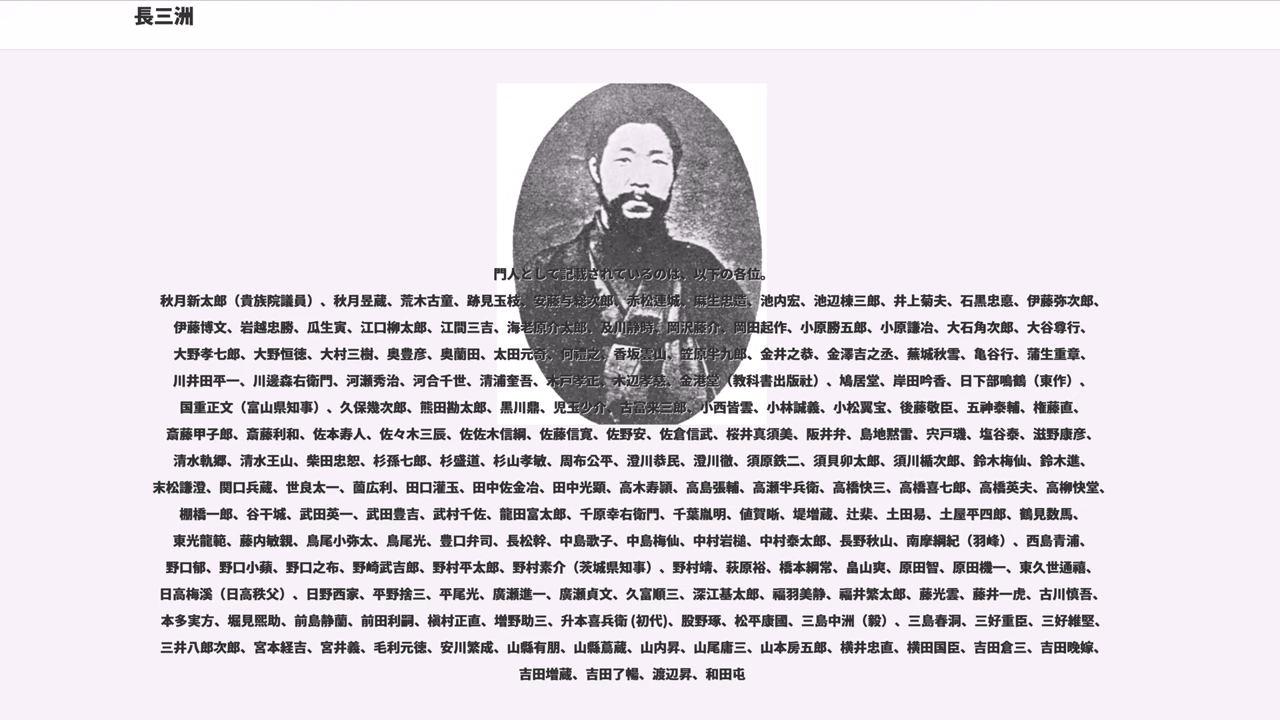 長三洲
門人として記載されているのは、以下の各位。
秋月新太郎（貴族院議員）、秋月昱蔵、荒木古童、跡見玉枝、安藤与惣次郎、赤松連城、麻生忠造、池内宏、池辺棟三郎、井上菊夫、石黒忠悳、伊藤弥次郎、
伊藤博文、岩越忠勝、瓜生寅、江口柳太郎、江間三吉、海老原介太郎、及川静時、岡沢藤介、岡田起作、小原勝五郎、小原謙治、大石角次郎、大谷尊行、
大野孝七郎、大野恒徳、大村三樹、奥豊彦、奥蘭田、太田元斎、何禮之、香坂雲山、笠原半九郎、金井之恭、金澤吉之丞、蕪城秋雪、亀谷行、蒲生重章、
川井田平一、川邊森右衛門、河瀬秀治、河合千世、清浦奎吾、木戸孝正、木辺孝慈、金港堂（教科書出版社）、鳩居堂、岸田吟香、日下部鳴鶴（東作）、
国重正文（富山県知事）、久保幾次郎、熊田勘太郎、黒川鼎、児玉少介、古富来三郎、小西皆雲、小林誠義、小松翼宝、後藤敬臣、五神泰輔、権藤直、
斎藤甲子郎、斎藤利和、佐本寿人、佐々木三辰、佐佐木信綱、佐藤信寛、佐野安、佐倉信武、桜井真須美、阪井弁、島地黙雷、宍戸璣、塩谷泰、滋野康彦、
清水軌郷、清水王山、柴田忠恕、杉孫七郎、杉盛道、杉山孝敏、周布公平、澄川恭民、澄川徹、須原鉄二、須貝卯太郎、須川楯次郎、鈴木梅仙、鈴木進、
末松謙澄、関口兵蔵、世良太一、薗広利、田口灌玉、田中佐金冶、田中光顕、高木寿頴、高島張輔、高瀬半兵衛、高橋快三、高橋喜七郎、高橋英夫、高柳快堂、
棚橋一郎、谷干城、武田英一、武田豊吉、武村千佐、龍田富太郎、千原幸右衛門、千葉胤明、値賀晰、堤増蔵、辻棐、土田易、土屋平四郎、鶴見数馬、
東光龍範、藤内敏親、鳥尾小弥太、鳥尾光、豊口弁司、長松幹、中島歌子、中島梅仙、中村岩槌、中村泰太郎、長野秋山、南摩綱紀（羽峰）、西島青浦、
野口郁、野口小蘋、野口之布、野崎武吉郎、野村平太郎、野村素介（茨城県知事）、野村靖、萩原裕、橋本綱常、畠山爽、原田智、原田機一、東久世通禧、
日高梅溪（日高秩父）、日野西家、平野捨三、平尾光、廣瀬進一、廣瀬貞文、久富順三、深江基太郎、福羽美静、福井繁太郎、藤光雲、藤井一虎、古川慎吾、
本多実方、堀見熙助、前島静蘭、前田利嗣、槇村正直、増野助三、升本喜兵衛 (初代)、股野琢、松平康國、三島中洲（毅）、三島春洞、三好重臣、三好維堅、
三井八郎次郎、宮本経吉、宮井義、毛利元徳、安川繁成、山縣有朋、山縣蔦蔵、山内昇、山尾庸三、山本房五郎、横井忠直、横田国臣、吉田倉三、吉田晩嫁、
吉田増蔵、吉田了暢、渡辺昇、和田屯